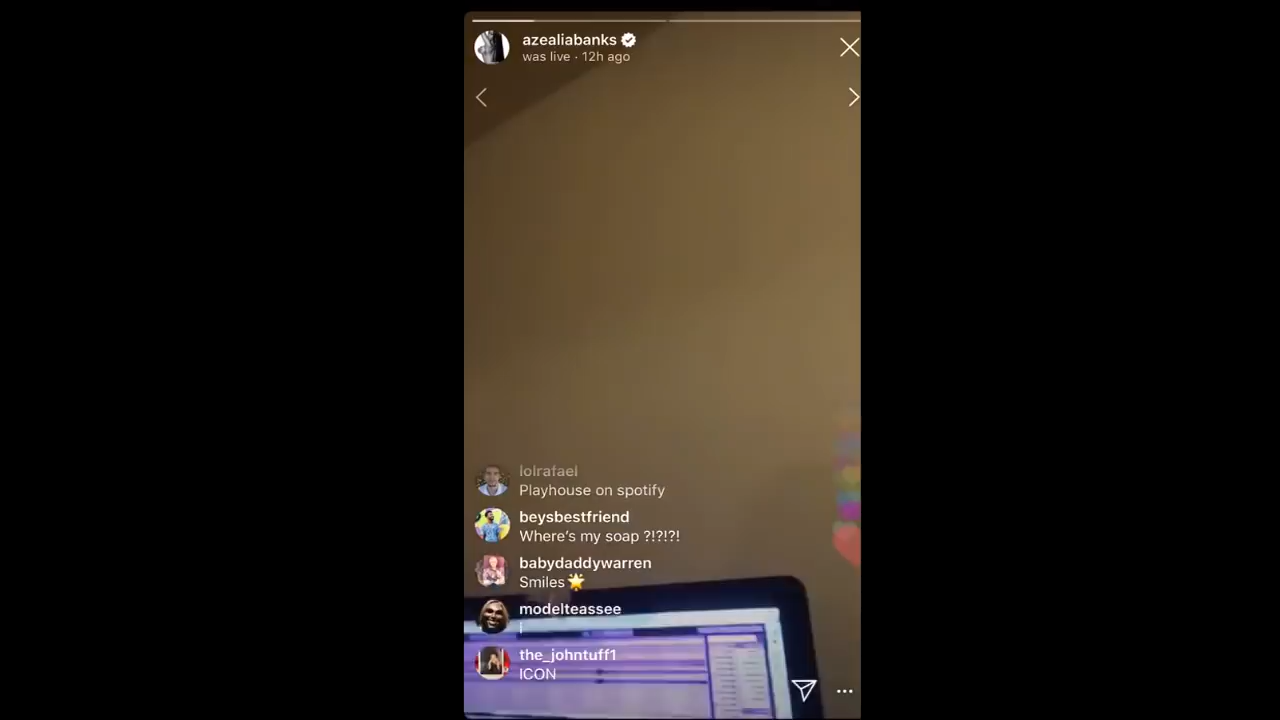 azealiabanks
was live · 12h ago
lolrafael
Playhouse on spotify
beysbestfriend
Where's my soap ?!?!?!
babydaddywarren
Smiles🌟
modelteassee
i
the_johntuff1
ICON